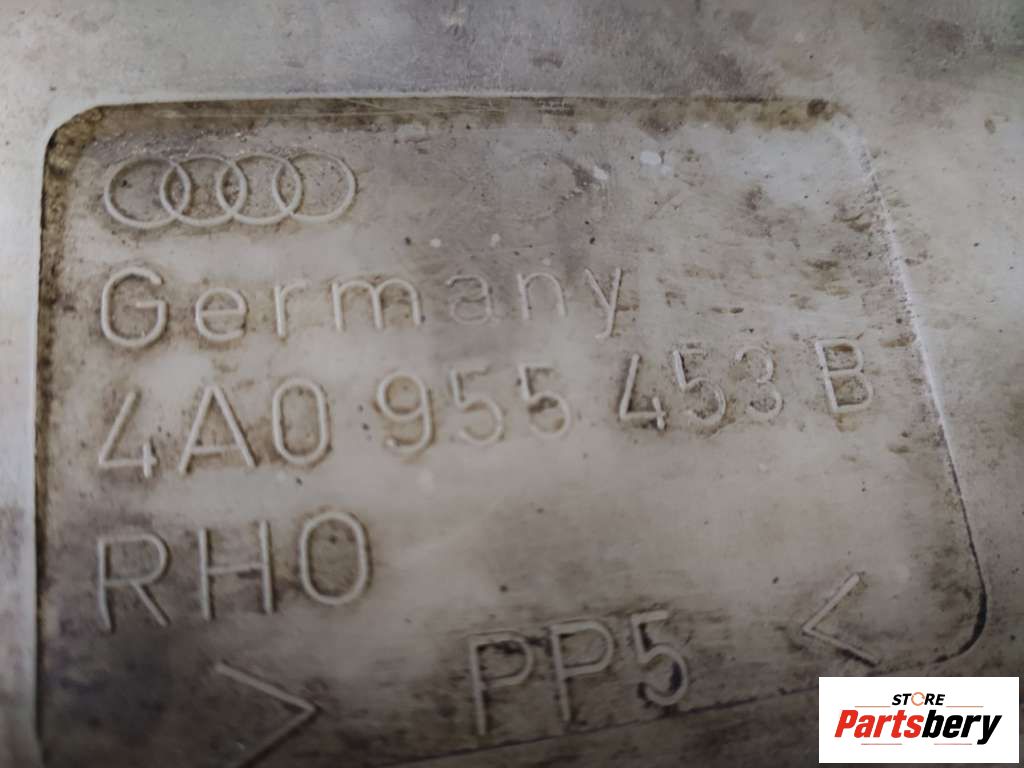 Germany
4A0 955 453 B
RHO
> PP5 <
STORE
Partsbery